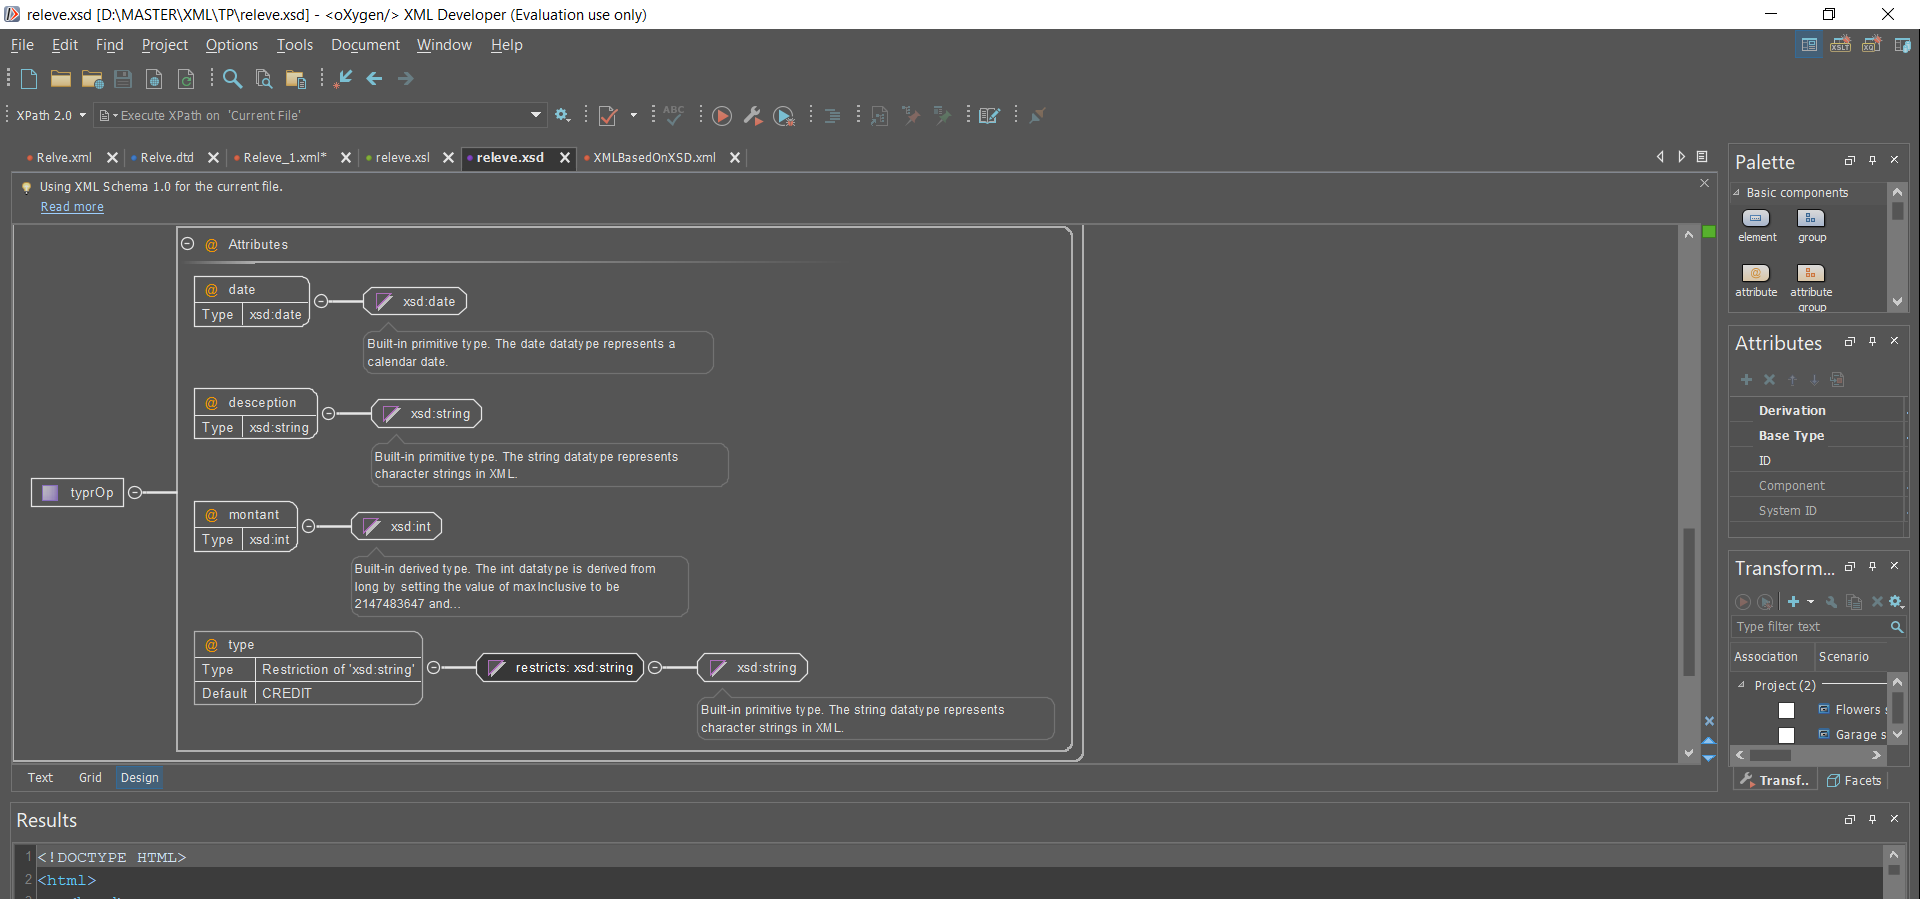 releve.xsd [D:\MASTER\XML\TP\releve.xsd] - <oXygen/> XML Developer (Evaluation use only)
File Edit Find Project Options Tools Document Window Help
XSLT XQ
XPath 2.0 Execute XPath on 'Current File'
ABC
Relve.xml Relve.dtd Releve_1.xml* releve.xsl releve.xsd XMLBasedOnXSD.xml
Using XML Schema 1.0 for the current file.
Read more
@ Attributes
@ date
Type xsd:date
xsd:date
Built-in primitive type. The date datatype represents a
calendar date.
@ desception
Type xsd:string
xsd:string
Built-in primitive type. The string datatype represents
character strings in XML.
typrOp
@ montant
Type xsd:int
xsd:int
Built-in derived type. The int datatype is derived from
long by setting the value of maxInclusive to be
2147483647 and...
@ type
Type Restriction of 'xsd:string'
Default CREDIT
restricts: xsd:string
xsd:string
Built-in primitive type. The string datatype represents
character strings in XML.
Text Grid Design
Palette
Basic components
element group
attribute attribute
group
Attributes
Derivation
Base Type
ID
Component
System ID
Transform...
Type filter text
Association Scenario
Project (2)
Flowers s
Garage s
Transf.. Facets
Results
1 <!DOCTYPE HTML>
2 <html>